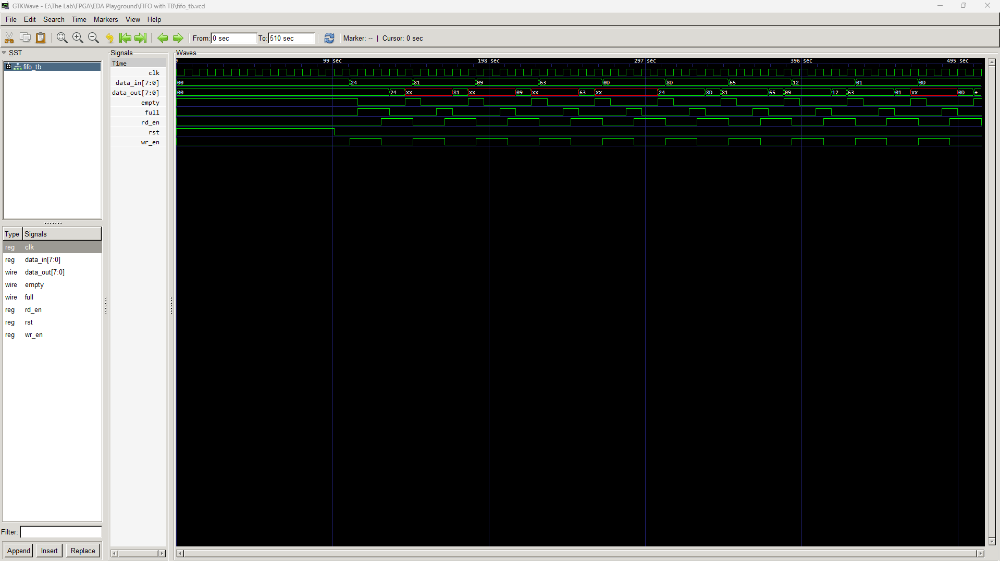 GTKWave - E:\The Lab\FPGA\EDA Playground\FIFO with TB\fifo_tb.vcd
File Edit Search Time Markers View Help
From: 0 sec To: 510 sec Marker: -- | Cursor: 0 sec
SST
fifo_tb
Type Signals
reg clk
reg data_in[7:0]
wire data_out[7:0]
wire empty
wire full
reg rd_en
reg rst
reg wr_en
Filter:
Append Insert Replace
Signals
Time
clk
data_in[7:0]
data_out[7:0]
empty
full
rd_en
rst
wr_en
Waves
0 99 sec 198 sec 297 sec 396 sec 495 sec
00 24 81 09 63 0D 8D 65 12 01 0D
00 24 xx 81 xx 09 xx 63 xx 24 8D 81 65 09 12 63 01 xx 0D +